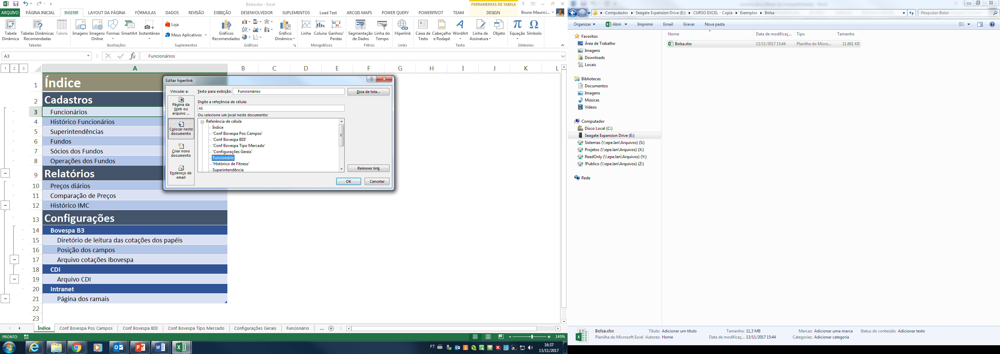 Bolsa.xlsx - Excel
FERRAMENTAS DE TABELA
ARQUIVO PÁGINA INICIAL INSERIR LAYOUT DA PÁGINA FÓRMULAS DADOS REVISÃO EXIBIÇÃO DESENVOLVEDOR SUPLEMENTOS Load Test ARCGIS MAPS POWER QUERY POWERPIVOT TEAM DESIGN Bruno Maurici...
Tabela Dinâmica
Tabelas Dinâmicas Recomendadas
Tabela
Tabelas
Imagens
Imagens Online
Formas
SmartArt
Instantâneo
Ilustrações
Loja
Meus Aplicativos
Suplementos
Gráficos Recomendados
Gráfico Dinâmico
Gráficos
Linha
Coluna
Ganhos/ Perdas
Minigráficos
Segmentação de Dados
Linha do Tempo
Filtros
Hiperlink
Links
Caixa de Texto
Cabeçalho e Rodapé
WordArt
Linha de Assinatura
Objeto
Texto
Equação
Símbolo
Símbolos
A3
fx
Funcionários
1 2 3
A B C D E F G H I J K L
1 Índice
2 Cadastros
3 Funcionários
4 Histórico Funcionários
5 Superintendências
6 Fundos
7 Sócios dos Fundos
8 Operações dos Fundos
9 Relatórios
10 Preços diários
11 Comparação de Preços
12 Histórico IMC
13 Configurações
14 Bovespa B3
15 Diretório de leitura das cotações dos papéis
16 Posição dos campos
17 Arquivo cotações Ibovespa
18 CDI
19 Arquivo CDI
20 Intranet
21 Página dos ramais
22
23
Editar hiperlink
Vincular a:
Texto para exibição: Funcionários
Dica de tela...
Página da Web ou arquivo ...
Colocar neste documento
Criar novo documento
Endereço de email
Digite a referência de célula:
A1
Ou selecione um local neste documento:
Referência de célula
Índice
'Conf Bovespa Pos Campos'
'Conf Bovespa BDI'
'Conf Bovespa Tipo Mercado'
'Configurações Gerais'
Funcionário
'Histórico de Fitness'
Superintendência
Remover link
OK
Cancelar
Índice Conf Bovespa Pos Campos Conf Bovespa BDI Conf Bovespa Tipo Mercado Configurações Gerais Funcionário ...
PRONTO
145%
PT
16:37
13/11/2017
Computador Seagate Expansion Drive (E:) CURSO EXCEL - Copia Exemplos Bolsa
Pesquisar Bolsa
Organizar Abrir Imprimir Email Gravar Nova pasta
Nome Data de modificaç... Tipo Tamanho
Bolsa.xlsx 13/11/2017 15:44 Planilha do Micro... 11.661 KB
Favoritos
Área de Trabalho
Imagens
Downloads
Locais
Bibliotecas
Documentos
Imagens
Músicas
Vídeos
Computador
Disco Local (C:)
Seagate Expansion Drive (E:)
Sistemas (\\epe.lan\Arquivos) (S:)
Projetos (\\epe.lan\Arquivos) (X:)
ReadOnly (\\epe.lan\Arquivos) (Y:)
!Publico (\\epe.lan\Arquivos) (Z:)
Rede
Bolsa.xlsx Título: Adicionar um título Tamanho: 11,3 MB Marcas: Adicionar uma marca Status do conteúdo: Adicionar texto
Planilha do Microsoft Excel Autores: Home Data de modificaç... 13/11/2017 15:44 Categorias: Adicionar categoria